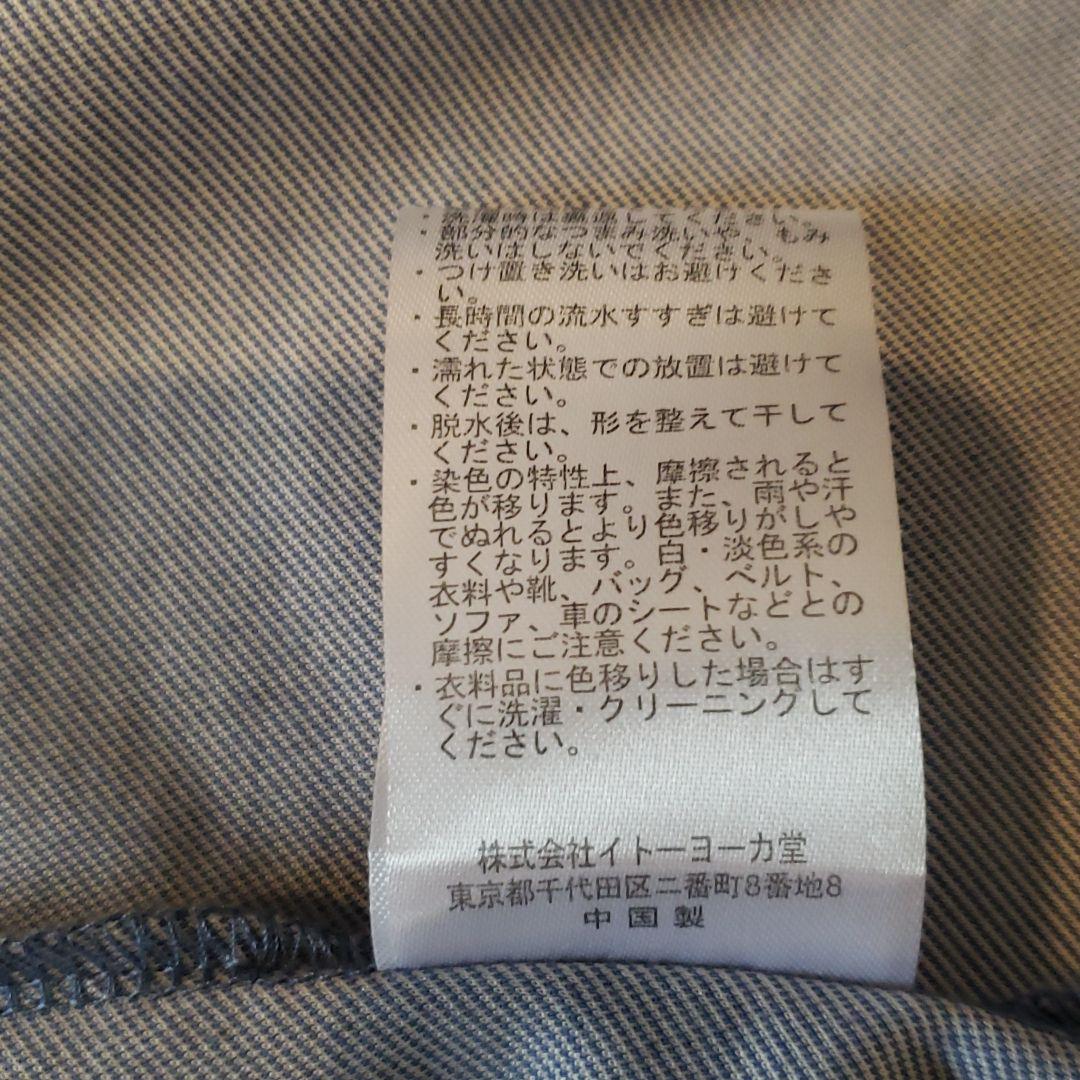 ・洗濯時は裏返してください。
・部分的なつまみ洗いや、もみ
洗いはしないでください。
・つけ置き洗いはお避けくださ
い。
・長時間の流水すすぎは避けて
ください。
・濡れた状態での放置は避けて
ください。
・脱水後は、形を整えて干して
ください。
・染色の特性上、摩擦されると
色が移ります。また、雨や汗
でぬれるとより色移りがしや
すくなります。白・淡色系の
衣料や靴、バッグ、ベルト、
ソファ、車のシートなどとの
摩擦にご注意ください。
・衣料品に色移りした場合はす
ぐに洗濯・クリーニングして
ください。
株式会社イトーヨーカ堂
東京都千代田区二番町8番地8
中国製